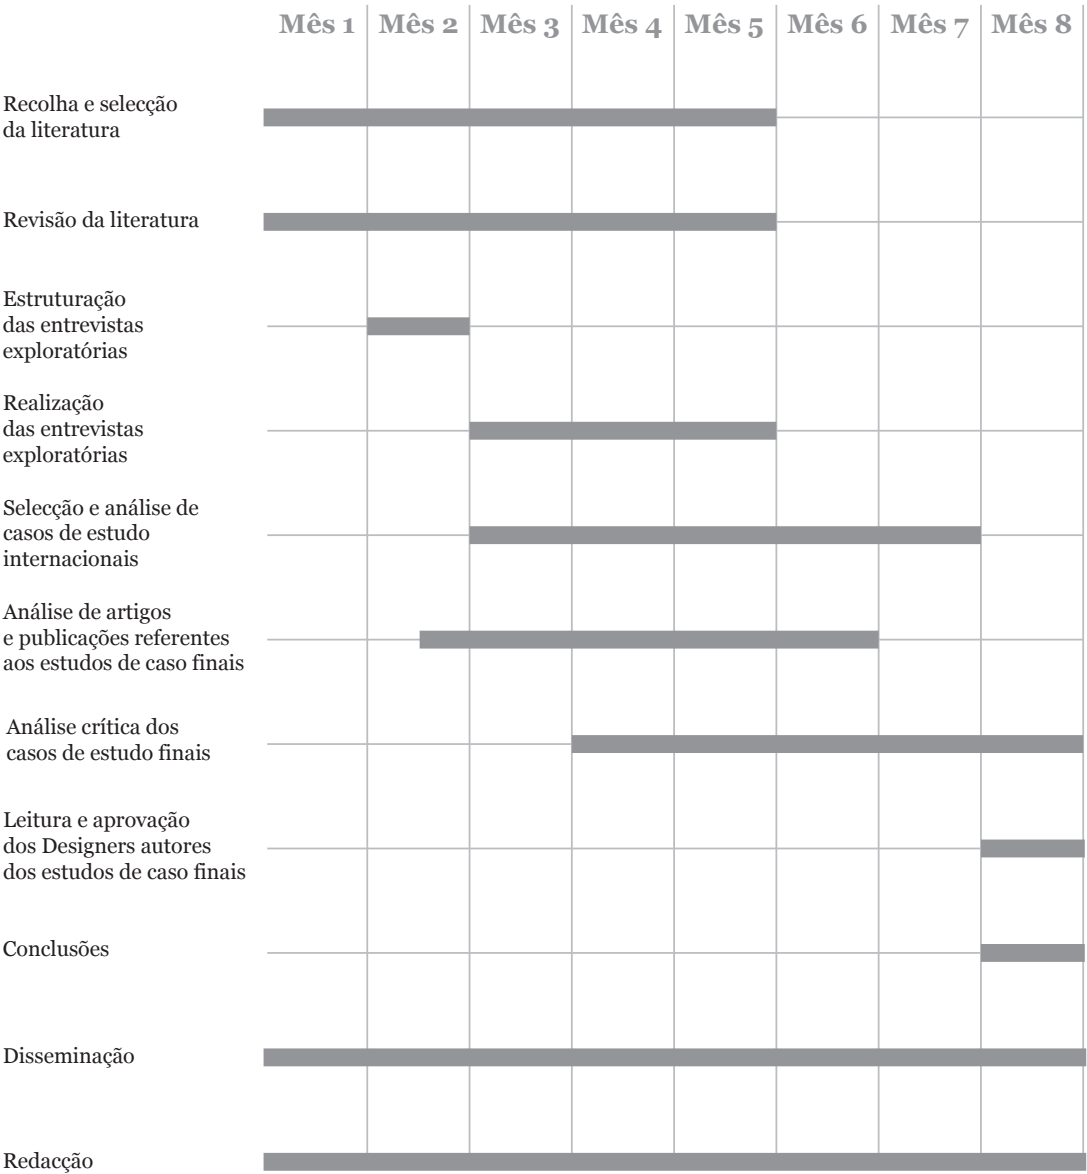 Mês 1 Mês 2 Mês 3 Mês 4 Mês 5 Mês 6 Mês 7 Mês 8
Recolha e selecção
da literatura
Revisão da literatura
Estruturação
das entrevistas
exploratórias
Realização
das entrevistas
exploratórias
Selecção e análise de
casos de estudo
internacionais
Análise de artigos
e publicações referentes
aos estudos de caso finais
Análise crítica dos
casos de estudo finais
Leitura e aprovação
dos Designers autores
dos estudos de caso finais
Conclusões
Disseminação
Redacção